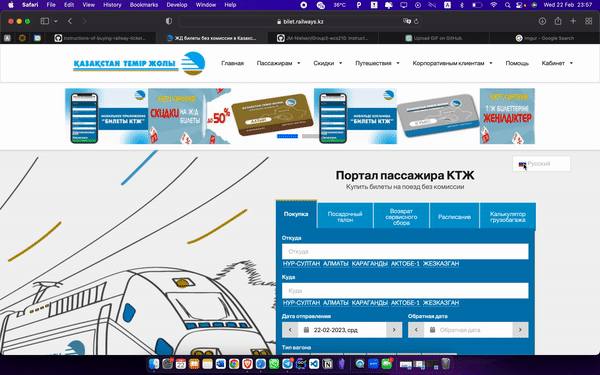 Safari File Edit View History Bookmarks Develop Window Help 36°C Wed 22 Feb 23:57
bilet.railways.kz
instructions-of-buying-railway-ticket...
ЖД билеты без комиссии в Казахс...
JM-Nielsen/Group3-wcs210: Instruct...
Upload GIF on GitHub.
Imgur - Google Search
ҚАЗАҚСТАН ТЕМІР ЖОЛЫ
Главная Пассажирам Скидки Путешествия Корпоративным клиентам Помощь Кабинет
"БИЛЕТЫ КТЖ"
СКИДКИ
НА Ж/Д
БИЛЕТЫ
ДО 50%
"БИЛЕТЫ КТЖ"
Т/Ж БИЛЕТТЕРІНЕ
ЖЕҢІЛДІКТЕР
Русский
Портал пассажира КТЖ
Купить билеты на поезд без комиссии
Покупка
Посадочный талон
Возврат сервисного сбора
Расписание
Калькулятор грузобагажа
Откуда
Откуда
НУР-СУЛТАН АЛМАТЫ КАРАГАНДЫ АКТОБЕ-1 ЖЕЗКАЗГАН
Куда
Куда
НУР-СУЛТАН АЛМАТЫ КАРАГАНДЫ АКТОБЕ-1 ЖЕЗКАЗГАН
Дата отправления Обратная дата
22-02-2023, срд Обратная дата
Тип вагона